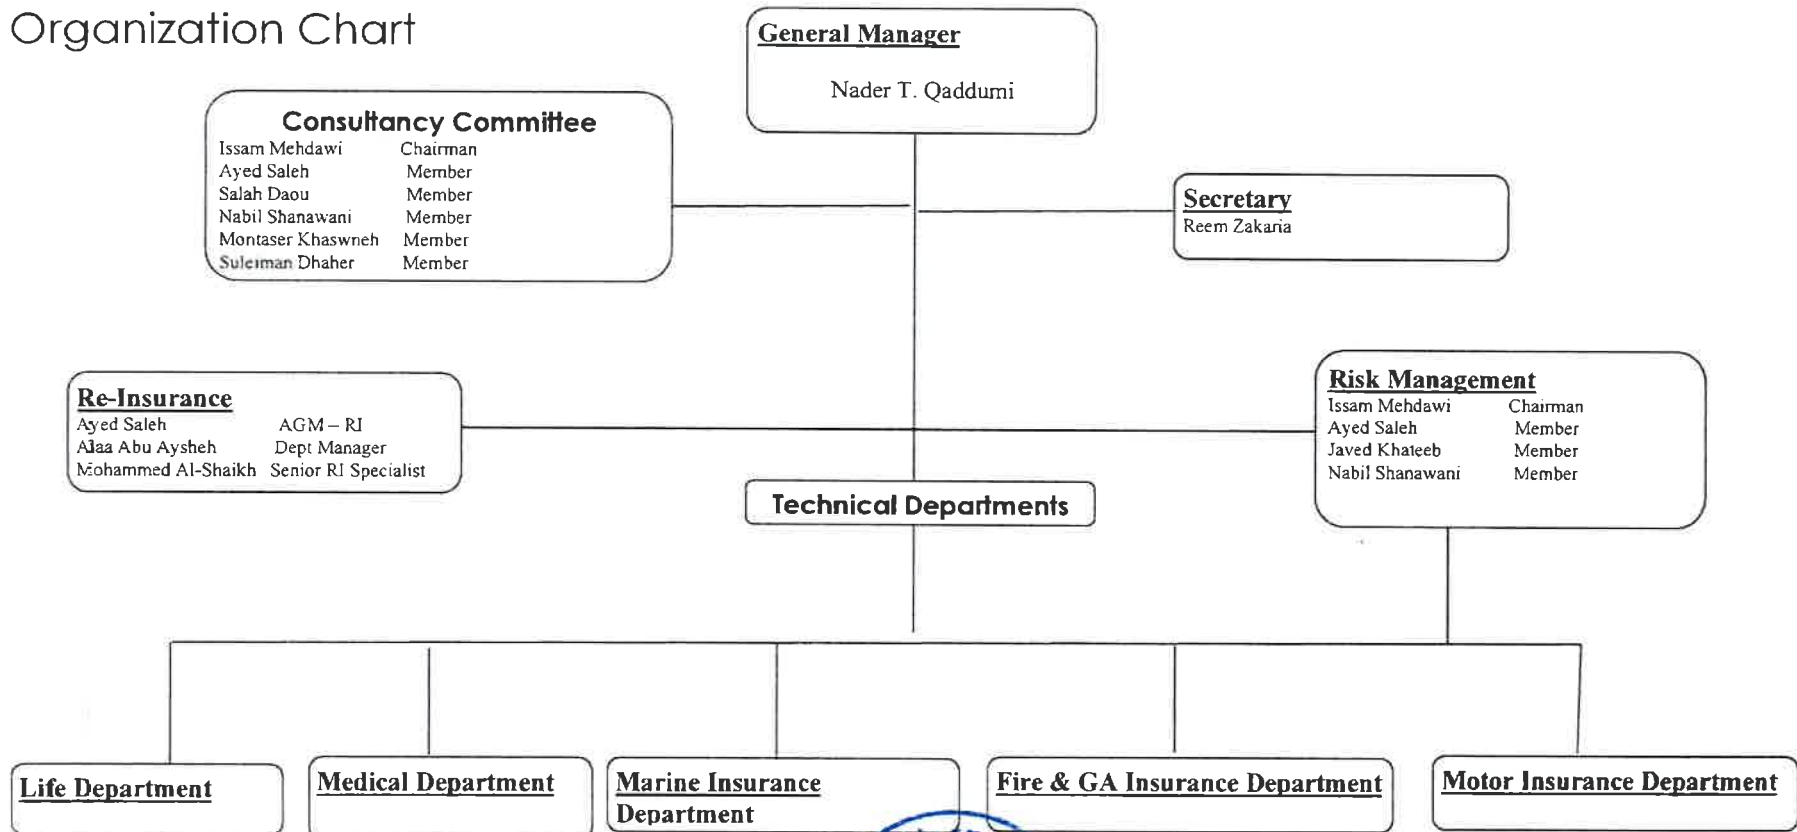 Organization Chart
General Manager
Nader T. Qaddumi
Consultancy Committee
Issam Mehdawi Chairman
Ayed Saleh Member
Salah Daou Member
Nabil Shanawani Member
Montaser Khaswneh Member
Suleiman Dhaher Member
Secretary
Reem Zakaria
Re-Insurance
Ayed Saleh AGM – RI
Alaa Abu Aysheh Dept Manager
Mohammed Al-Shaikh Senior RI Specialist
Risk Management
Issam Mehdawi Chairman
Ayed Saleh Member
Javed Khateeb Member
Nabil Shanawani Member
Technical Departments
Life Department
Medical Department
Marine Insurance
Department
Fire & GA Insurance Department
Motor Insurance Department